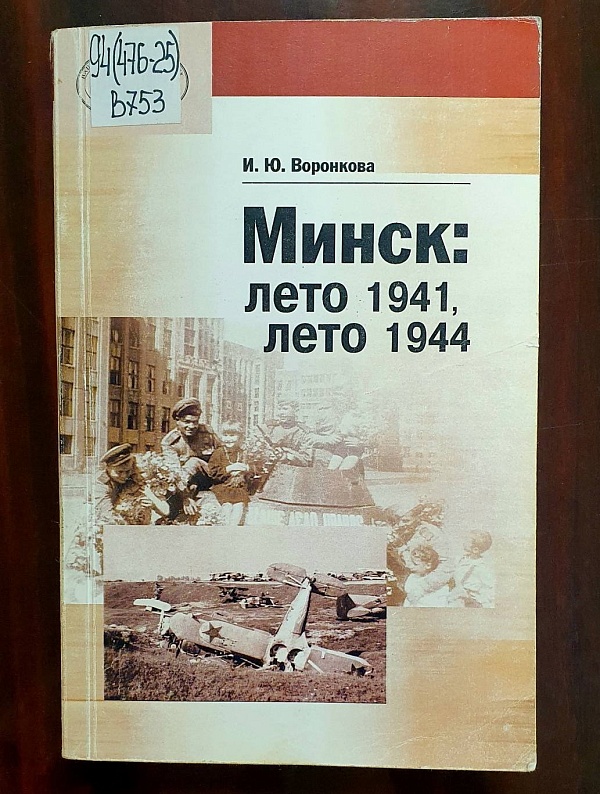 94(476-25)
В753
И. Ю. Воронкова
Минск:
лето 1941,
лето 1944